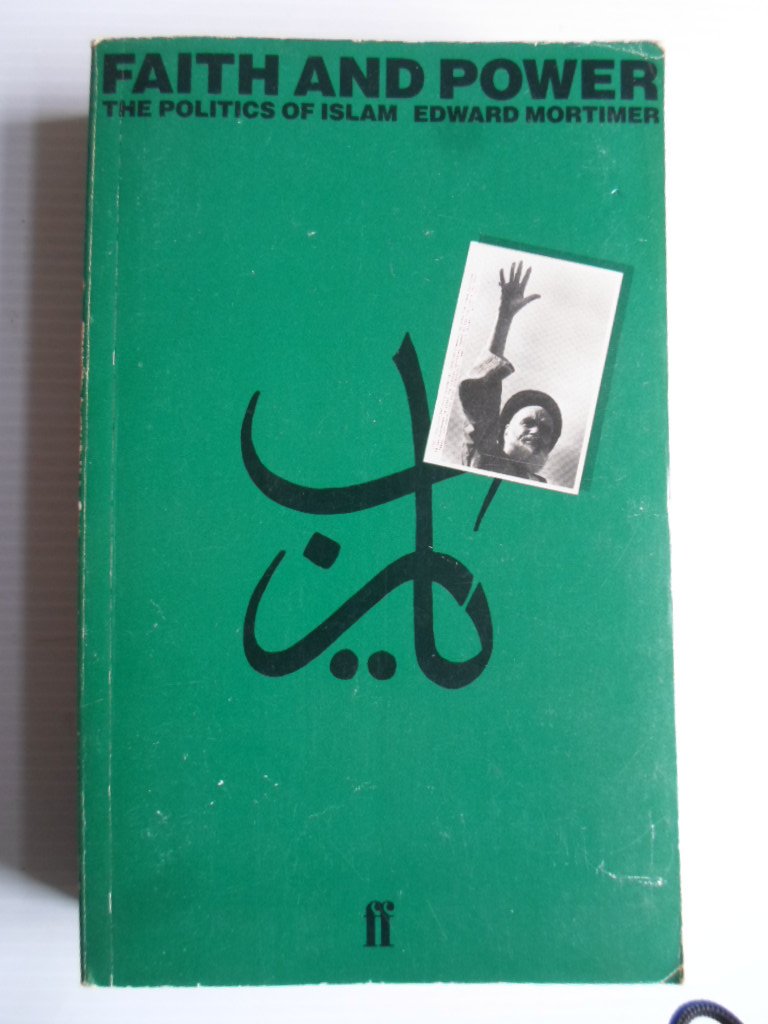 FAITH AND POWER
THE POLITICS OF ISLAM EDWARD MORTIMER
ff